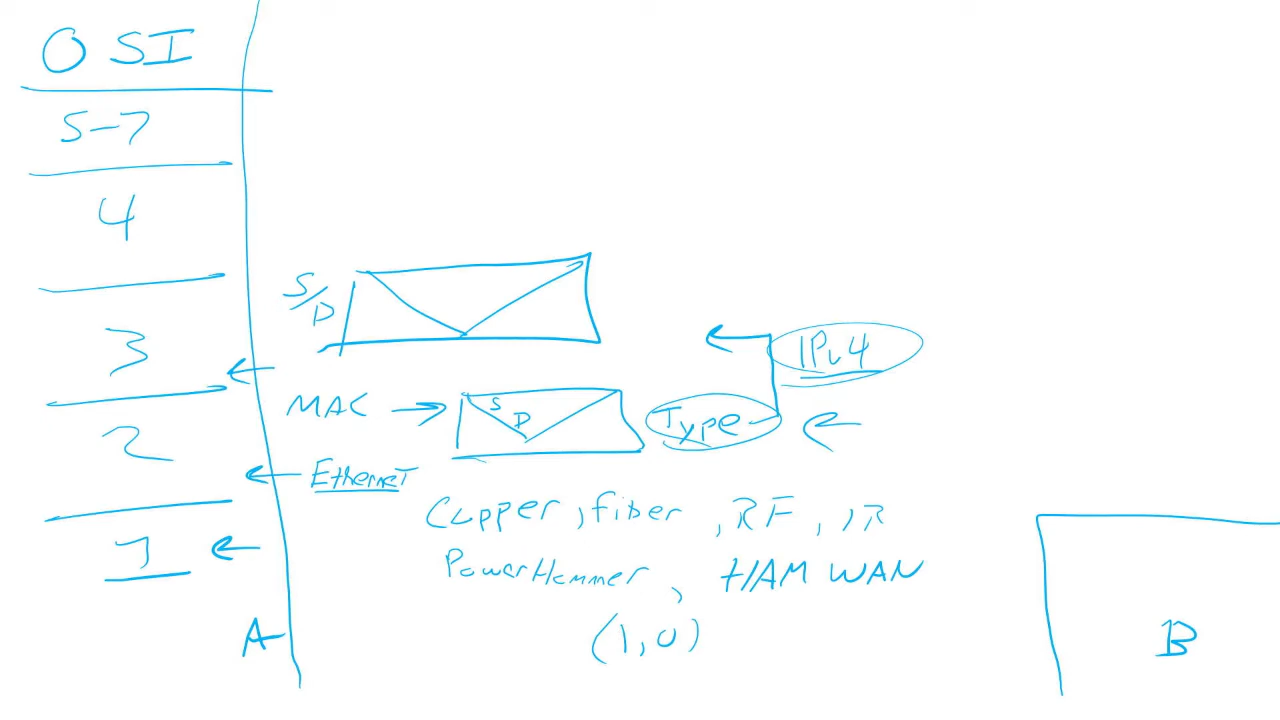 OSI
5-7
4
S/D
3
IPv4
MAC
S
D
Type
2
Ethernet
Copper, fiber, RF, IR
1
PowerHammer, HAM WAN
A
(1,0)
B